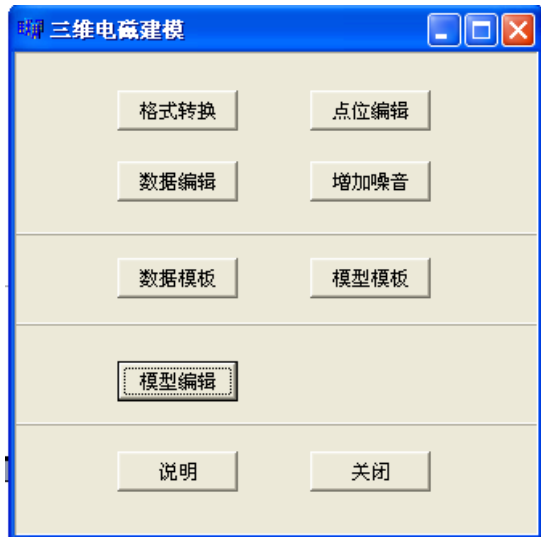 三维电磁建模
格式转换 点位编辑
数据编辑 增加噪音
数据模板 模型模板
模型编辑
说明 关闭